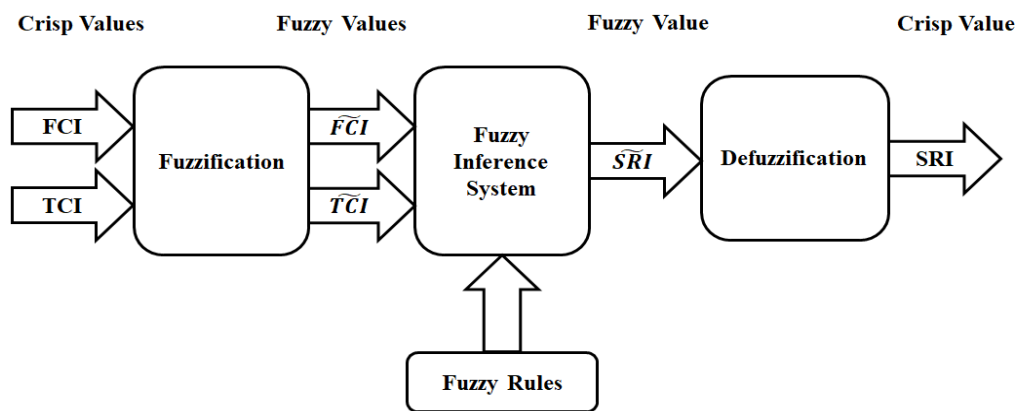 Crisp Values
Fuzzy Values
Fuzzy Value
Crisp Value
FCI
TCI
Fuzzification
F͠CI
T͠CI
Fuzzy
Inference
System
S͠RI
Defuzzification
SRI
Fuzzy Rules